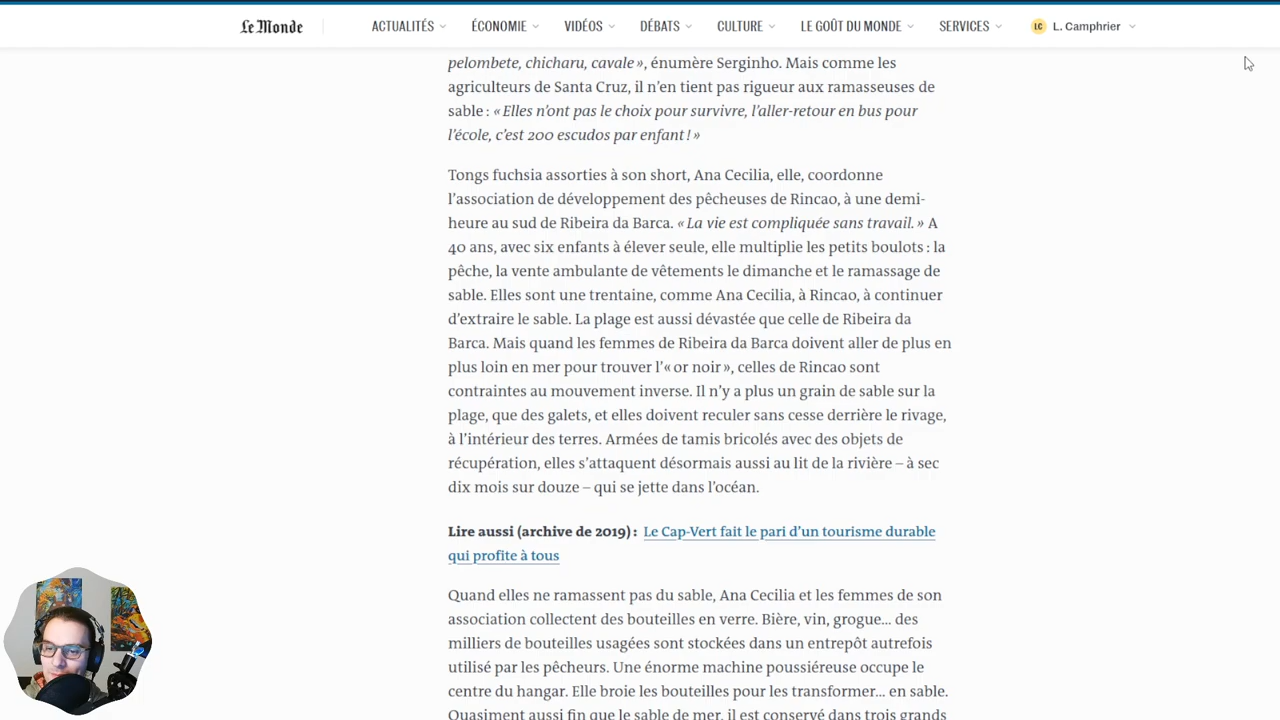 Le Monde
ACTUALITÉS
ÉCONOMIE
VIDÉOS
DÉBATS
CULTURE
LE GOÛT DU MONDE
SERVICES
LC
L. Camphrier
pelombete, chicharu, cavale », énumère Serginho. Mais comme les
agriculteurs de Santa Cruz, il n’en tient pas rigueur aux ramasseuses de
sable : « Elles n’ont pas le choix pour survivre, l’aller-retour en bus pour
l’école, c’est 200 escudos par enfant ! »
Tongs fuchsia assorties à son short, Ana Cecilia, elle, coordonne
l’association de développement des pêcheuses de Rincao, à une demi-
heure au sud de Ribeira da Barca. « La vie est compliquée sans travail. » A
40 ans, avec six enfants à élever seule, elle multiplie les petits boulots : la
pêche, la vente ambulante de vêtements le dimanche et le ramassage de
sable. Elles sont une trentaine, comme Ana Cecilia, à Rincao, à continuer
d’extraire le sable. La plage est aussi dévastée que celle de Ribeira da
Barca. Mais quand les femmes de Ribeira da Barca doivent aller de plus en
plus loin en mer pour trouver l’« or noir », celles de Rincao sont
contraintes au mouvement inverse. Il n’y a plus un grain de sable sur la
plage, que des galets, et elles doivent reculer sans cesse derrière le rivage,
à l’intérieur des terres. Armées de tamis bricolés avec des objets de
récupération, elles s’attaquent désormais aussi au lit de la rivière – à sec
dix mois sur douze – qui se jette dans l’océan.
Lire aussi (archive de 2019) : Le Cap-Vert fait le pari d’un tourisme durable
qui profite à tous
Quand elles ne ramassent pas du sable, Ana Cecilia et les femmes de son
association collectent des bouteilles en verre. Bière, vin, grogue… des
milliers de bouteilles usagées sont stockées dans un entrepôt autrefois
utilisé par les pêcheurs. Une énorme machine poussiéreuse occupe le
centre du hangar. Elle broie les bouteilles pour les transformer… en sable.
Quasiment aussi fin que le sable de mer, il est conservé dans trois grands